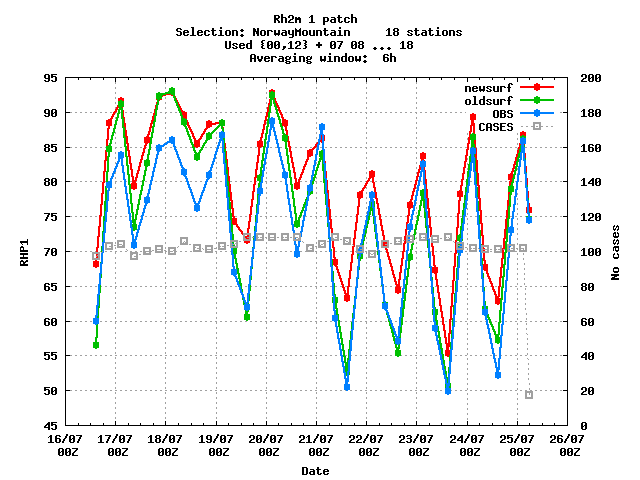 Rh2m 1 patch
Selection: NorwayMountain 18 stations
Used {00,12} + 07 08 ... 18
Averaging window: 6h
newsurf
oldsurf
OBS
CASES
95
90
85
80
75
70
65
60
55
50
45
RHP1
200
180
160
140
120
100
80
60
40
20
0
No cases
16/07 17/07 18/07 19/07 20/07 21/07 22/07 23/07 24/07 25/07 26/07
00Z 00Z 00Z 00Z 00Z 00Z 00Z 00Z 00Z 00Z 00Z
Date